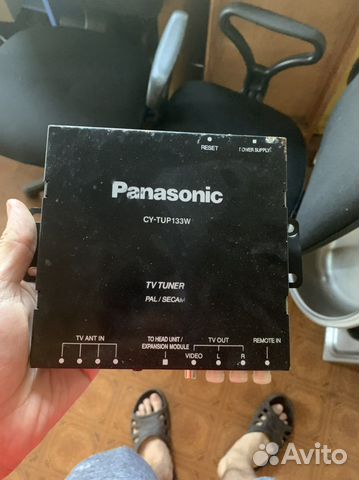 RESET
POWER SUPPLY
Panasonic
CY-TUP133W
TV TUNER
PAL / SECAM
TV ANT IN
TO HEAD UNIT /
EXPANSION MODULE
TV OUT
REMOTE IN
VIDEO L R
Avito